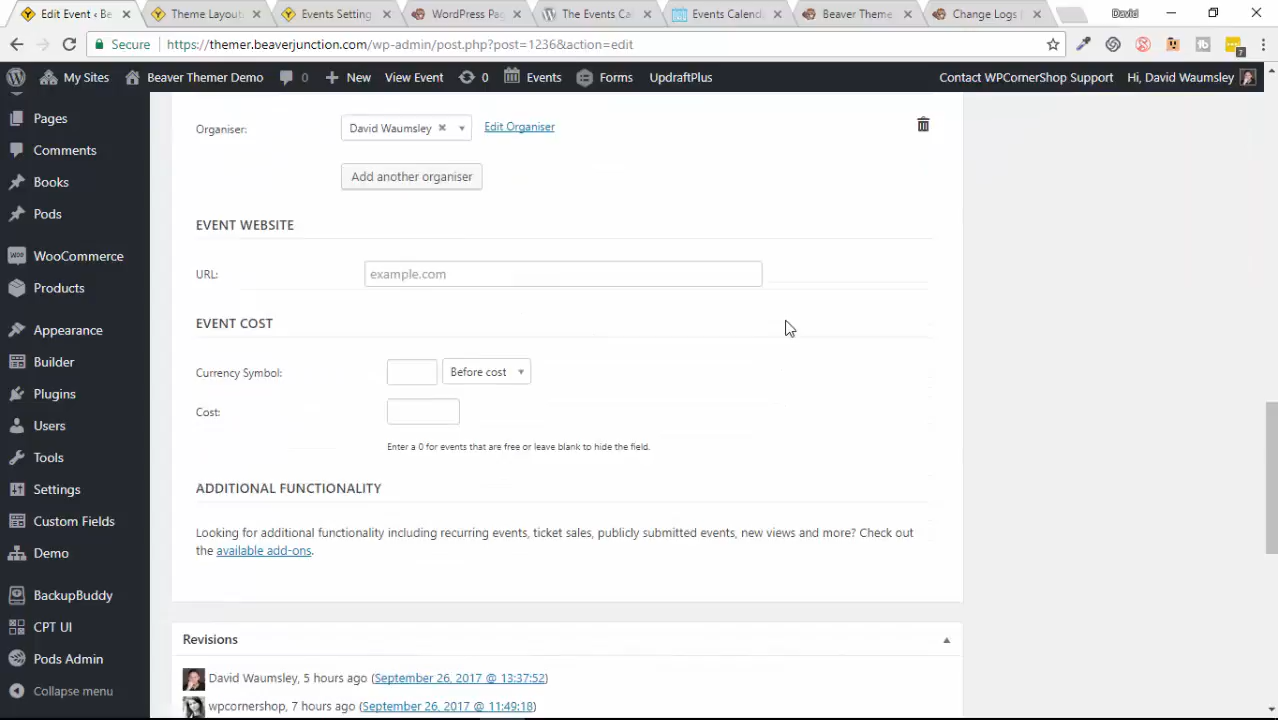 Edit Event ‹ Be
Theme Layout
Events Setting
WordPress Pag
The Events Cal
Events Calend
Beaver Theme
Change Logs
David
Secure
https://themer.beaverjunction.com/wp-admin/post.php?post=1236&action=edit
7
My Sites
Beaver Themer Demo
0
New
View Event
0
Events
Forms
UpdraftPlus
Contact WPCornerShop Support
Hi, David Waumsley
Pages
Comments
Books
Pods
WooCommerce
Products
Appearance
Builder
Plugins
Users
Tools
Settings
Custom Fields
Demo
BackupBuddy
CPT UI
Pods Admin
Collapse menu
Organiser:
David Waumsley
Edit Organiser
Add another organiser
EVENT WEBSITE
URL:
example.com
EVENT COST
Currency Symbol:
Before cost
Cost:
Enter a 0 for events that are free or leave blank to hide the field.
ADDITIONAL FUNCTIONALITY
Looking for additional functionality including recurring events, ticket sales, publicly submitted events, new views and more? Check out
the available add-ons.
Revisions
David Waumsley, 5 hours ago (September 26, 2017 @ 13:37:52)
wpcornershop, 7 hours ago (September 26, 2017 @ 11:49:18)